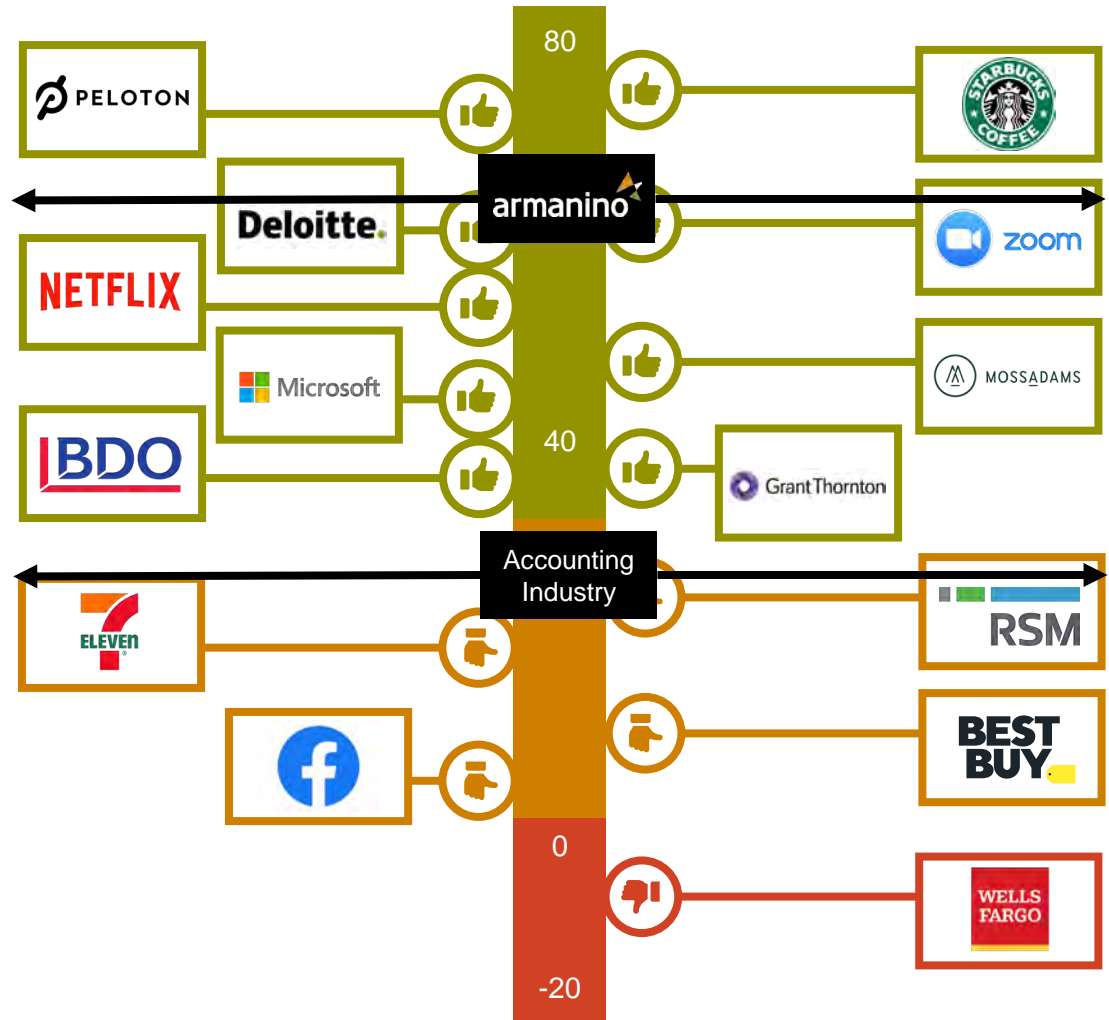 80
PELOTON
STARBUCKS
COFFEE
armanino
Deloitte.
zoom
NETFLIX
Microsoft
MOSSADAMS
40
BDO
GrantThornton
Accounting
Industry
7
ELEVEn
®
RSM
f
BEST
BUY
0
WELLS
FARGO
-20